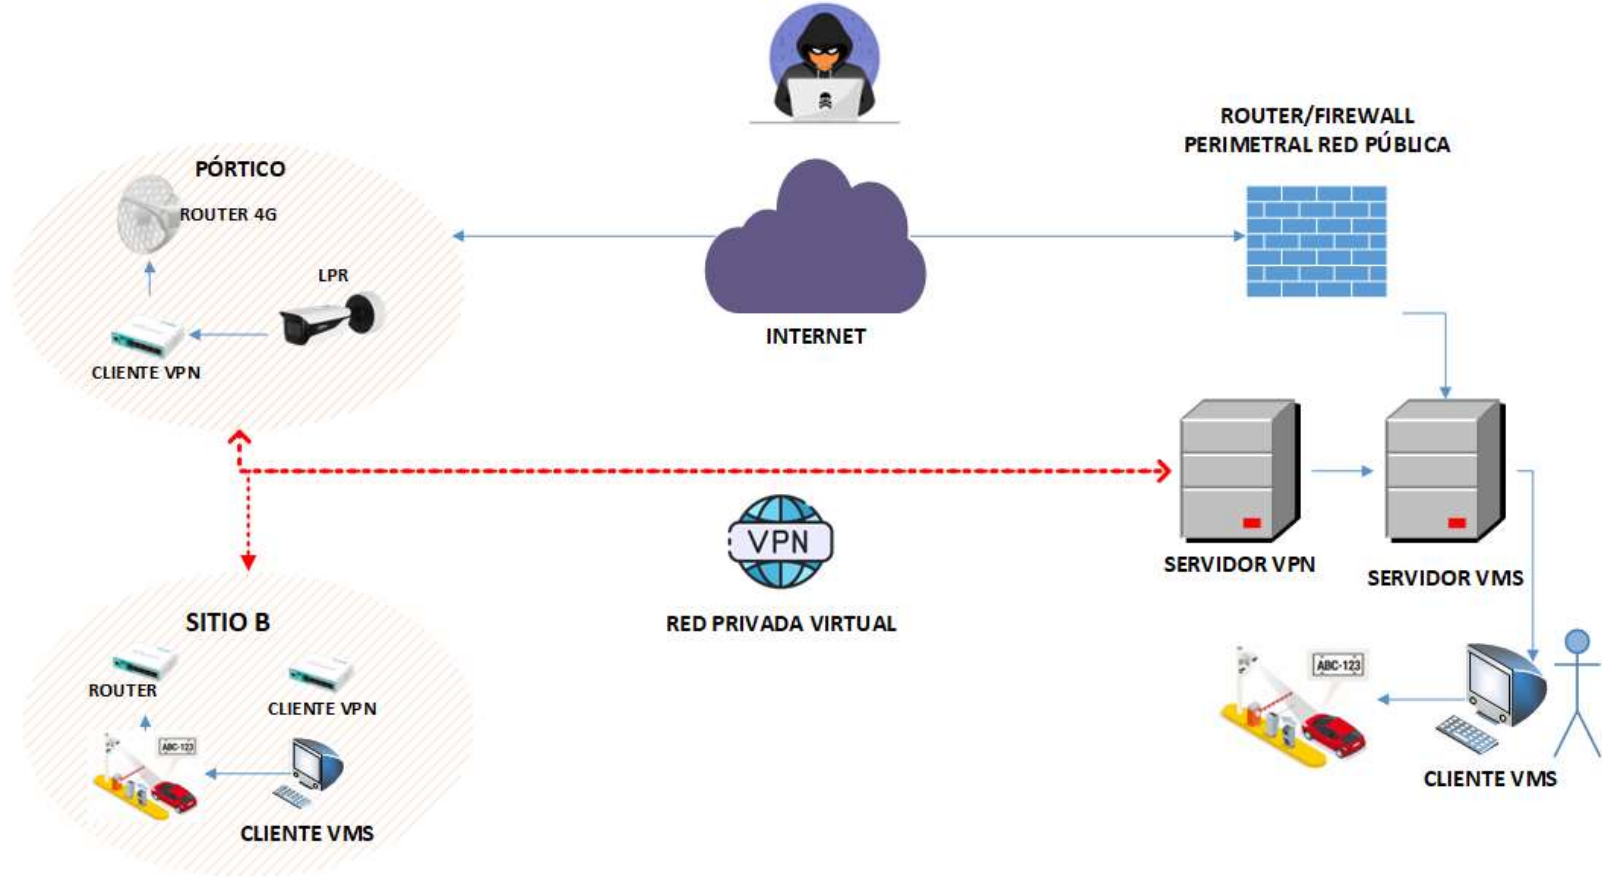 ROUTER/FIREWALL
PERIMETRAL RED PÚBLICA
PÓRTICO
ROUTER 4G
LPR
CLIENTE VPN
INTERNET
VPN
RED PRIVADA VIRTUAL
SERVIDOR VPN
SERVIDOR VMS
SITIO B
ROUTER
CLIENTE VPN
ABC-123
CLIENTE VMS
ABC-123
CLIENTE VMS